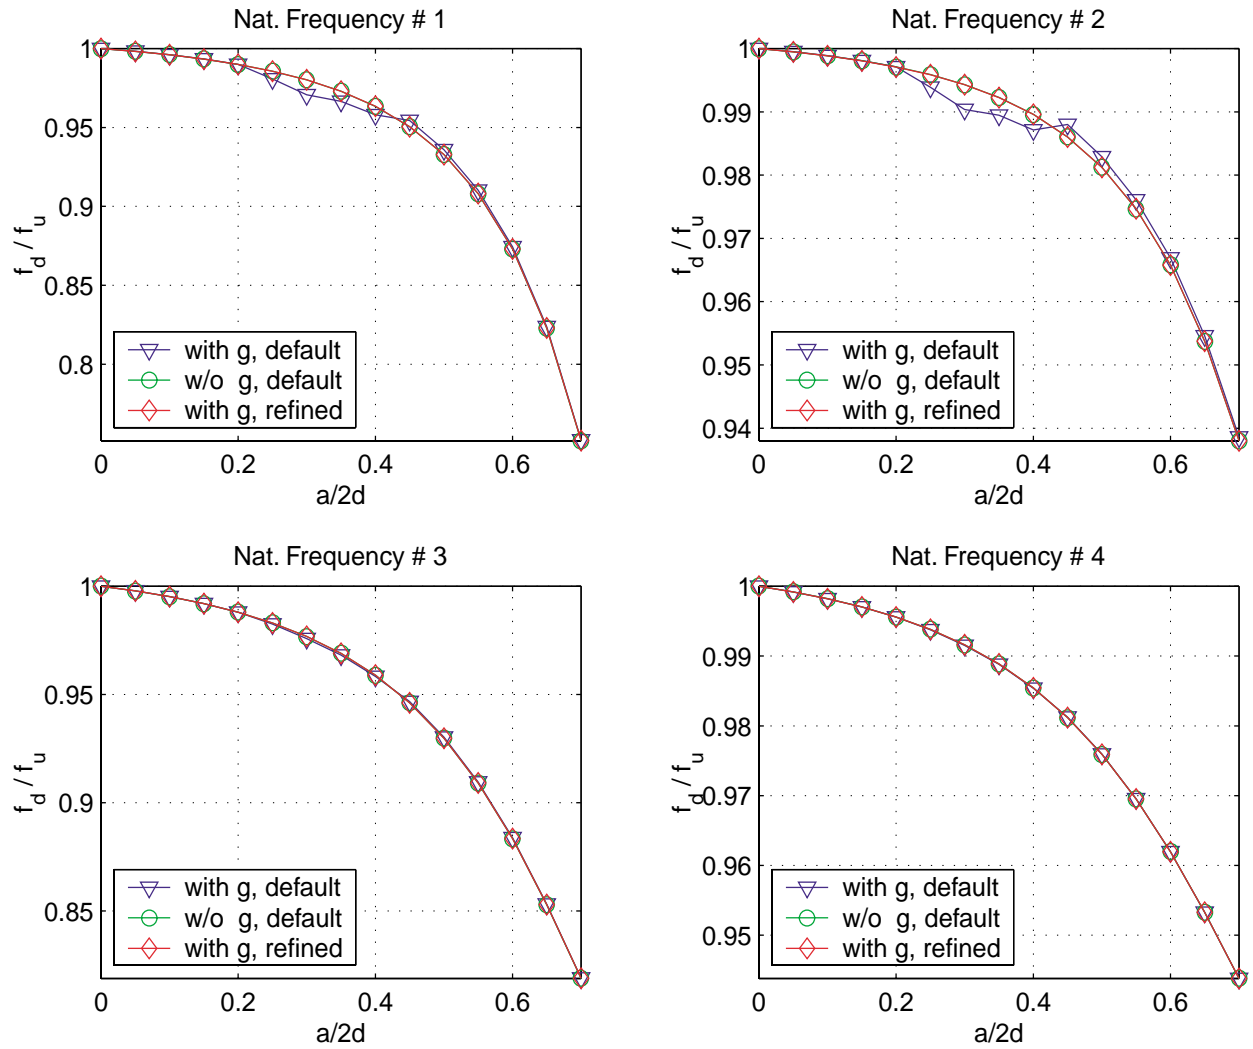 Nat. Frequency # 1
1
0.95
0.9
0.85
0.8
f_d / f_u
with g, default
w/o g, default
with g, refined
0 0.2 0.4 0.6
a/2d
Nat. Frequency # 2
1
0.99
0.98
0.97
0.96
0.95
0.94
f_d / f_u
with g, default
w/o g, default
with g, refined
0 0.2 0.4 0.6
a/2d
Nat. Frequency # 3
1
0.95
0.9
0.85
f_d / f_u
with g, default
w/o g, default
with g, refined
0 0.2 0.4 0.6
a/2d
Nat. Frequency # 4
1
0.99
0.98
0.97
0.96
0.95
f_d / f_u
with g, default
w/o g, default
with g, refined
0 0.2 0.4 0.6
a/2d